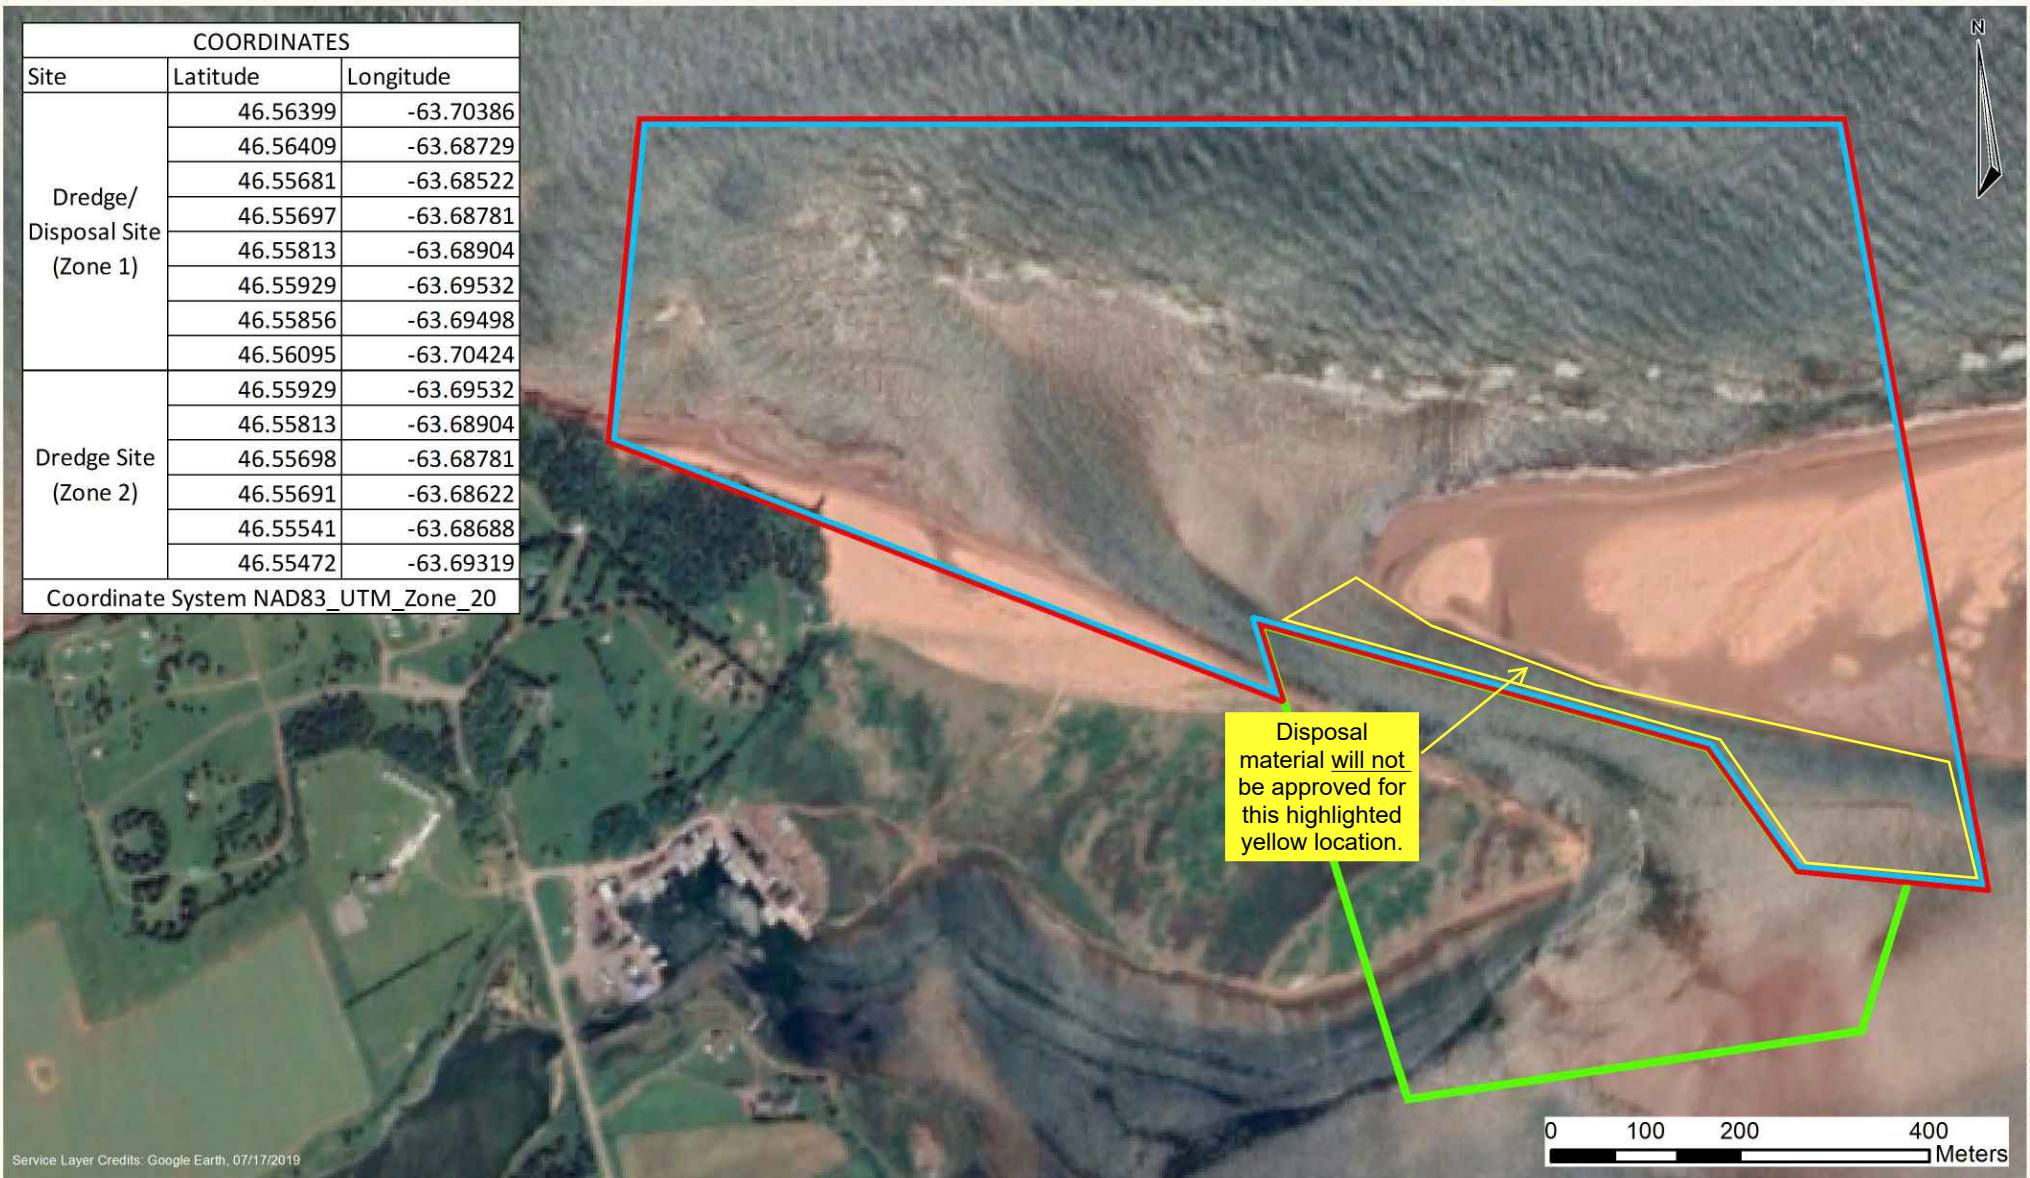 COORDINATES
Site Latitude Longitude
Dredge/
Disposal Site
(Zone 1)
46.56399 -63.70386
46.56409 -63.68729
46.55681 -63.68522
46.55697 -63.68781
46.55813 -63.68904
46.55929 -63.69532
46.55856 -63.69498
46.56095 -63.70424
Dredge Site
(Zone 2)
46.55929 -63.69532
46.55813 -63.68904
46.55698 -63.68781
46.55691 -63.68622
46.55541 -63.68688
46.55472 -63.69319
Coordinate System NAD83_UTM_Zone_20
N
Disposal
material will not
be approved for
this highlighted
yellow location.
0 100 200 400
Meters
Service Layer Credits: Google Earth, 07/17/2019